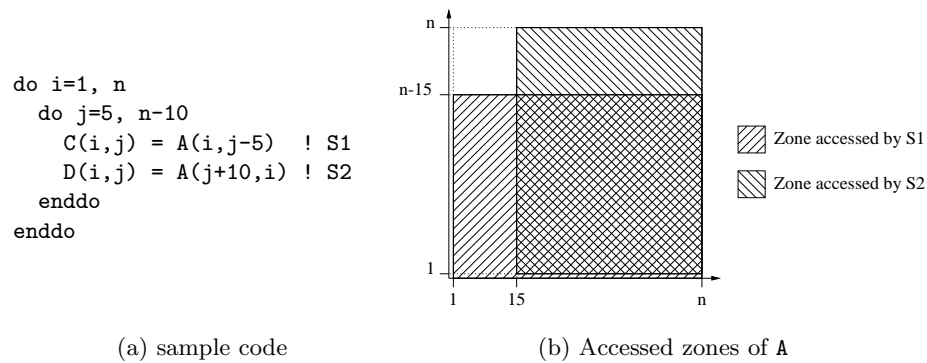 do i=1, n
do j=5, n-10
C(i,j) = A(i,j-5) ! S1
D(i,j) = A(j+10,i) ! S2
enddo
enddo
(a) sample code
n
n-15
1
1 15 n
Zone accessed by S1
Zone accessed by S2
(b) Accessed zones of A